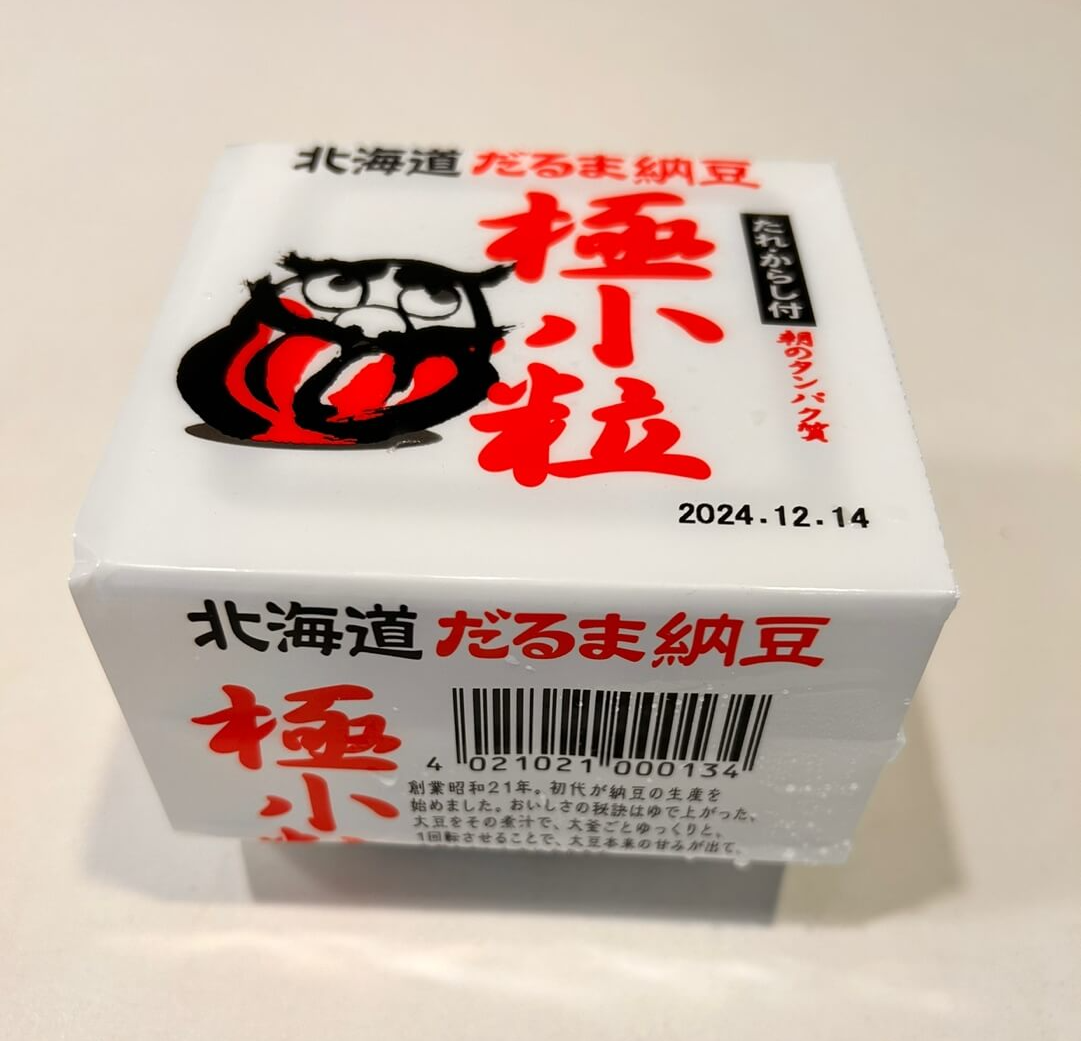 北海道 だるま納豆
極小粒
たれ・からし付
朝のタンパク質
2024.12.14
北海道 だるま納豆
極小
4 021021 000134
創業昭和21年。初代が納豆の生産を
始めました。おいしさの秘訣はゆで上がった、
大豆をその煮汁で、大釜ごとゆっくりと、
1回転させることで、大豆本来の甘みが出て、